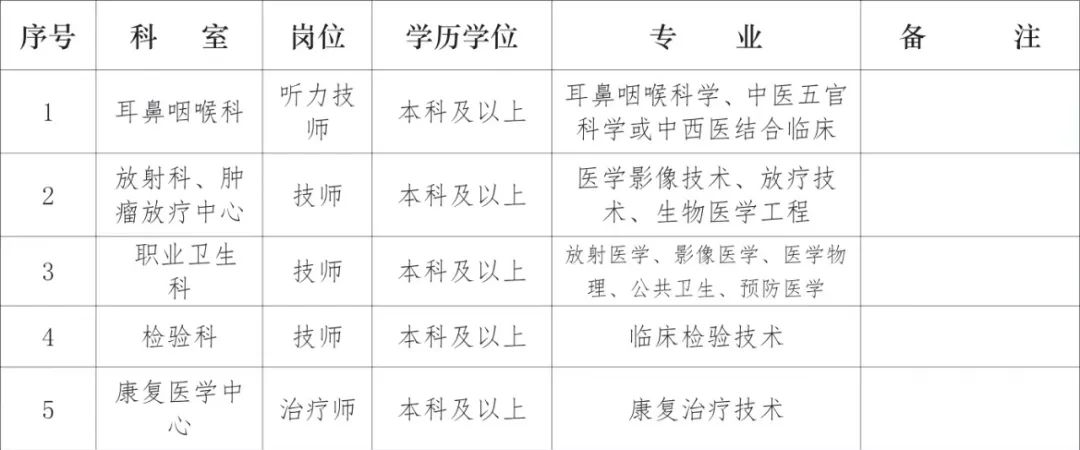 序号 科 室 岗位 学历学位 专 业 备 注
1 耳鼻咽喉科 听力技师 本科及以上 耳鼻咽喉科学、中医五官科学或中西医结合临床
2 放射科、肿瘤放疗中心 技师 本科及以上 医学影像技术、放疗技术、生物医学工程
3 职业卫生科 技师 本科及以上 放射医学、影像医学、医学物理、公共卫生、预防医学
4 检验科 技师 本科及以上 临床检验技术
5 康复医学中心 治疗师 本科及以上 康复治疗技术